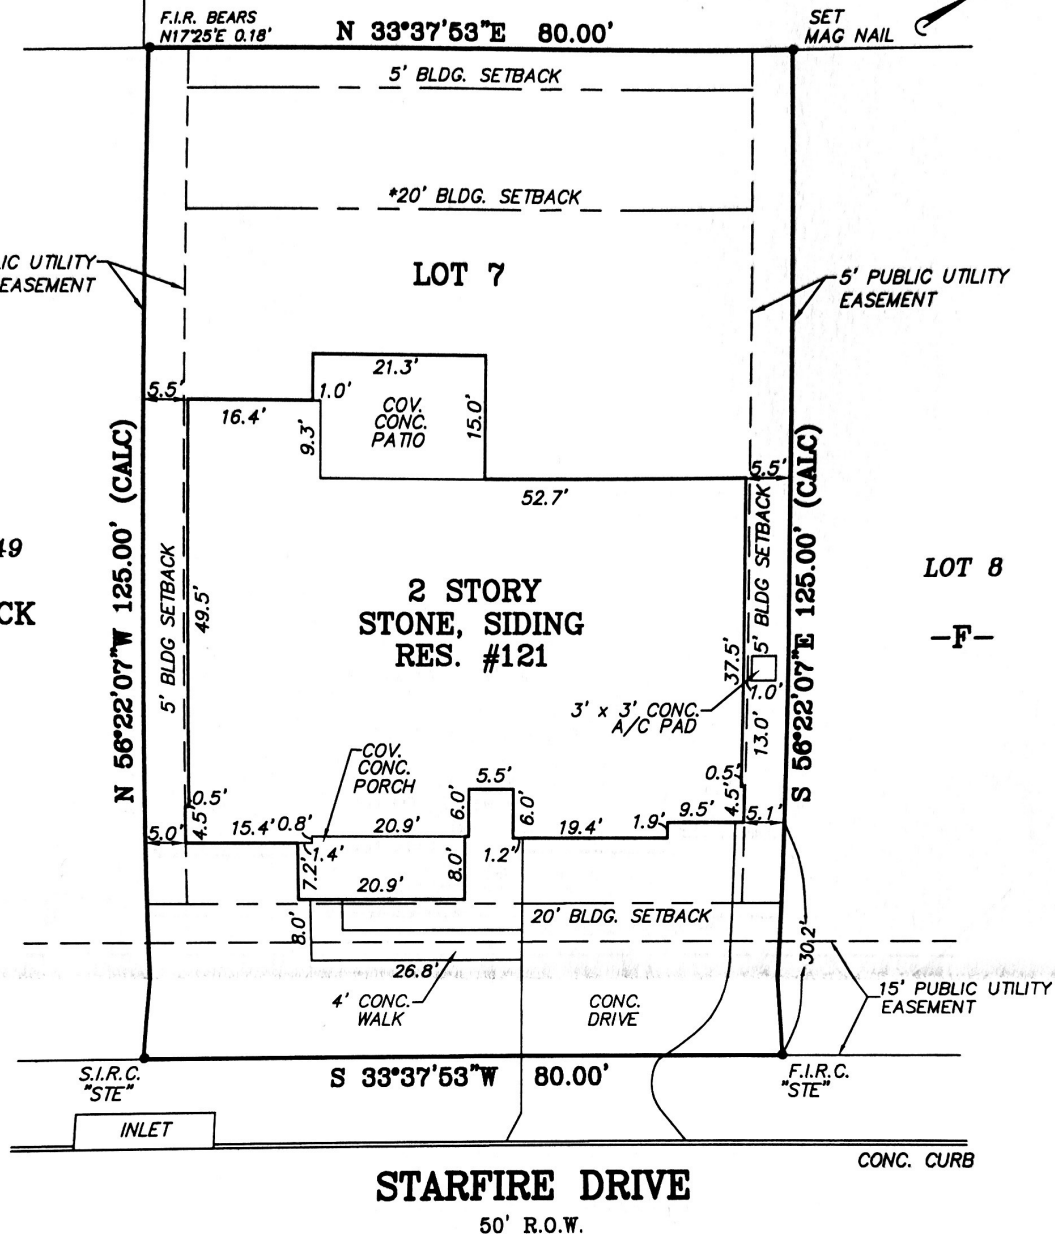 F.I.R. BEARS
N17°25'E 0.18'
N 33°37'53"E 80.00'
SET
MAG NAIL
5' BLDG. SETBACK
*20' BLDG. SETBACK
LOT 7
UTILITY
EASEMENT
5' PUBLIC UTILITY
EASEMENT
21.3'
5.5'
1.0'
16.4'
COV.
CONC.
PATIO
9.3'
15.0'
5.5'
52.7'
N 56°22'07"W 125.00' (CALC)
S 56°22'07"E 125.00' (CALC)
5' BLDG SETBACK
5' BLDG SETBACK
49.5'
LOT 8
-F-
2 STORY
STONE, SIDING
RES. #121
37.5'
1.0'
3' x 3' CONC.
A/C PAD
13.0'
COV.
CONC.
PORCH
5.5'
0.5'
0.5'
4.5'
6.0'
6.0'
4.5'
5.0'
15.4'
0.8'
20.9'
19.4'
1.9'
9.5'
5.1'
1.4'
1.2'
7.2'
8.0'
20.9'
8.0'
20' BLDG. SETBACK
30.2'
26.8'
4' CONC.
WALK
CONC.
DRIVE
15' PUBLIC UTILITY
EASEMENT
S 33°37'53"W 80.00'
S.I.R.C.
"STE"
F.I.R.C.
"STE"
INLET
CONC. CURB
STARFIRE DRIVE
50' R.O.W.